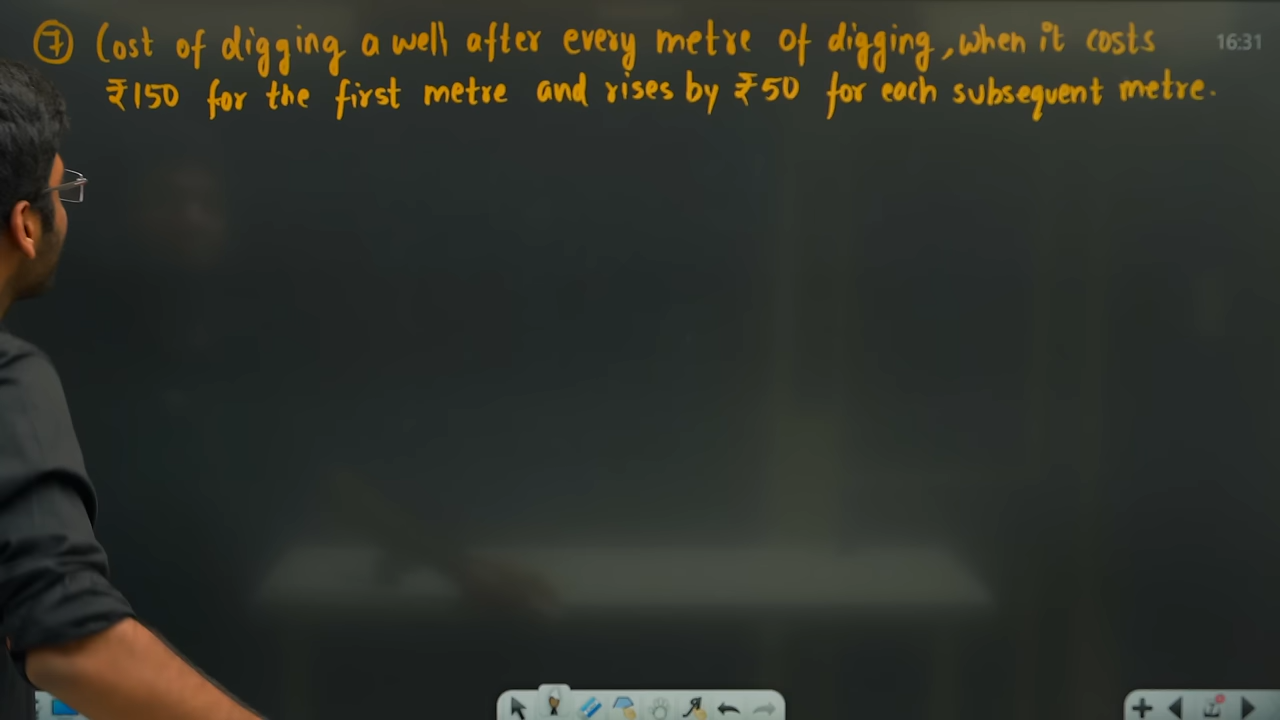 ⑦ Cost of digging a well after every metre of digging, when it costs
16:31
₹150 for the first metre and rises by ₹50 for each subsequent metre.